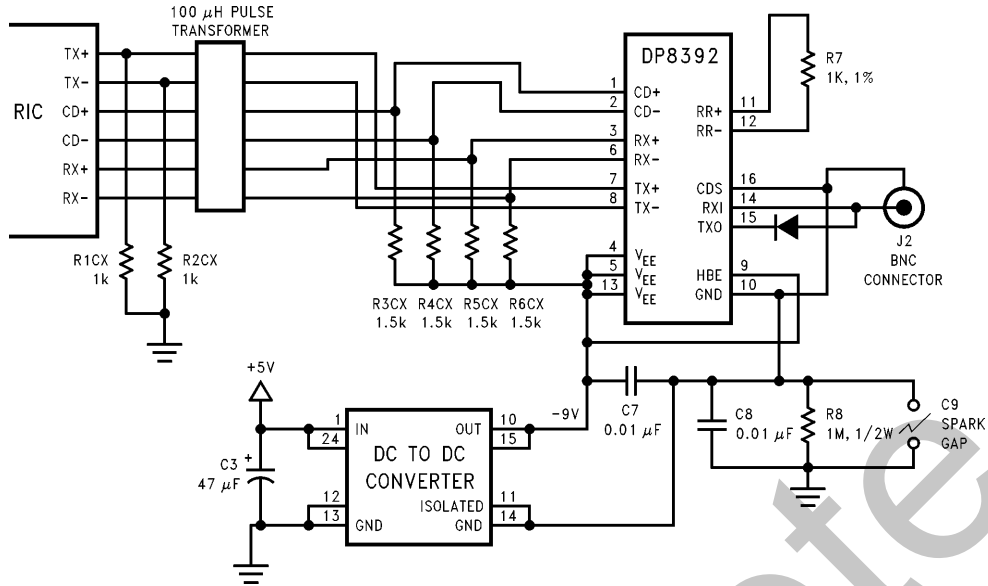 100 μH PULSE
TRANSFORMER
RIC
TX+
TX-
CD+
CD-
RX+
RX-
R1CX
1k
R2CX
1k
R3CX
1.5k
R4CX
1.5k
R5CX
1.5k
R6CX
1.5k
DP8392
1 CD+
2 CD-
3 RX+
6 RX-
7 TX+
8 TX-
4 VEE
5 VEE
13 VEE
RR+ 11
RR- 12
CDS 16
RXI 14
TXO 15
HBE 9
GND 10
R7
1K, 1%
J2
BNC
CONNECTOR
+5V
C3 +
47 μF
1 IN
24
12
13 GND
DC TO DC
CONVERTER
OUT 10
15
ISOLATED 11
GND 14
-9V
C7
0.01 μF
C8
0.01 μF
R8
1M, 1/2W
C9
SPARK
GAP